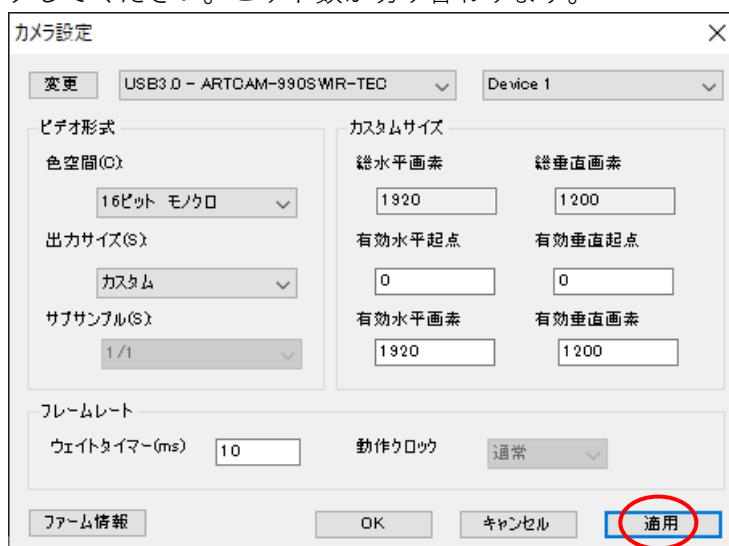 カメラ設定
変更 USB3.0 - ARTCAM-990SWIR-TEC Device 1
ビデオ形式
色空間(C):
16ビット モノクロ
出力サイズ(S):
カスタム
サブサンプル(S):
1/1
カスタムサイズ
総水平画素 総垂直画素
1920 1200
有効水平起点 有効垂直起点
0 0
有効水平画素 有効垂直画素
1920 1200
フレームレート
ウェイトタイマー(ms) 10 動作クロック 通常
ファーム情報 OK キャンセル 適用